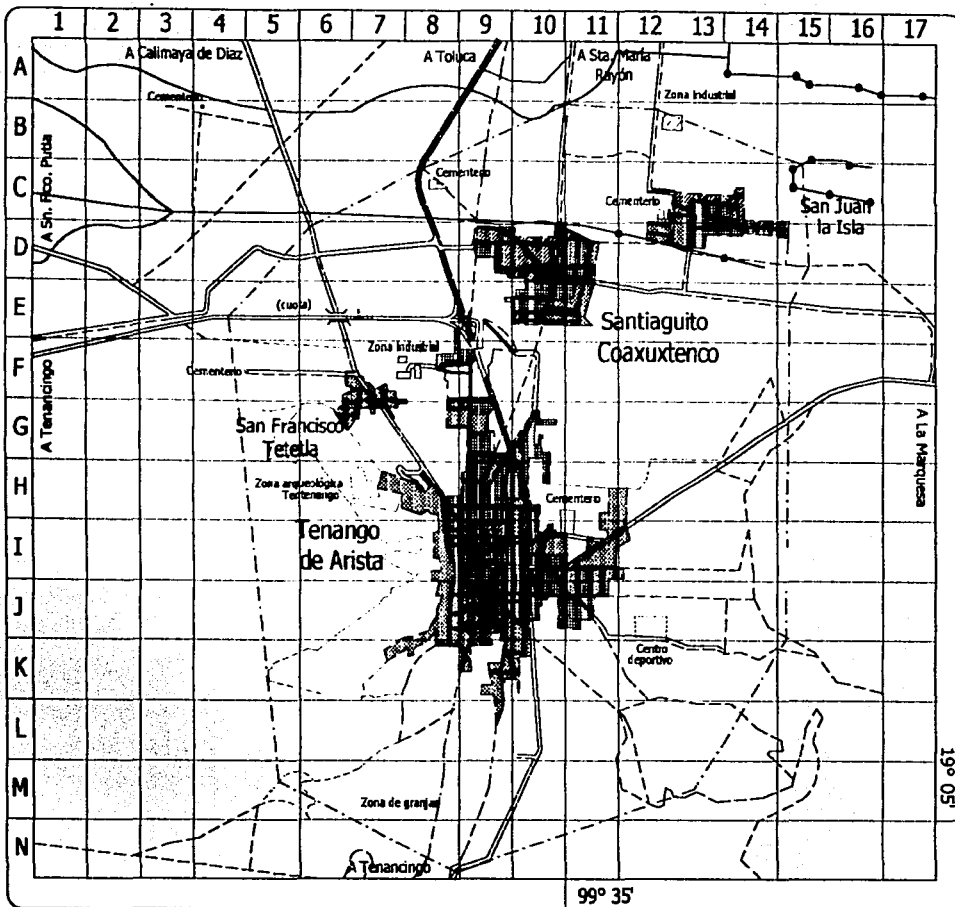 1 2 3 4 5 6 7 8 9 10 11 12 13 14 15 16 17
A
B
C
D
E
F
G
H
I
J
K
L
M
N
A Calimaya de Diaz
A Toluca
A Sta. Maria
Rayón
Cementerio
Zona Industrial
A Sn. Fco. Putla
Cementerio
Cementerio
San Juan
la Isla
(cuota)
Santiaguito
Coaxuxtenco
Zona Industrial
Cementerio
A Tenancingo
San Francisco
Tetetla
A La Marquesa
Zona arqueológica
Teotenango
Cementerio
Tenango
de Arista
Centro
deportivo
Zona de granjas
A Tenancingo
19° 05'
99° 35'